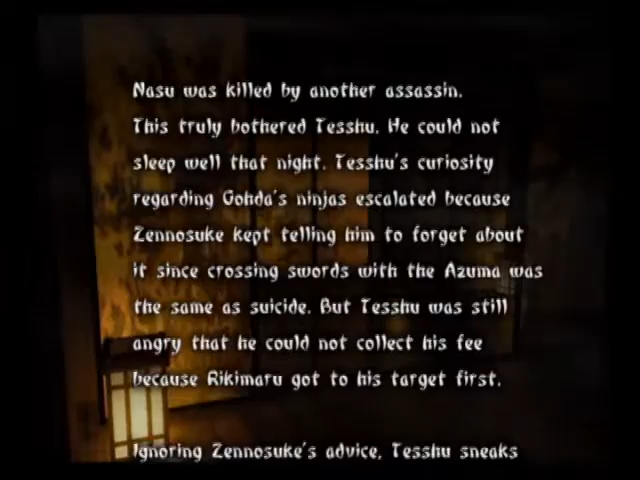 Nasu was killed by another assassin.
This truly bothered Tesshu. He could not
sleep well that night. Tesshu's curiosity
regarding Gohda's ninjas escalated because
Zennosuke kept telling him to forget about
it since crossing swords with the Azuma was
the same as suicide. But Tesshu was still
angry that he could not collect his fee
because Rikimaru got to his target first.
Ignoring Zennosuke's advice, Tesshu sneaks